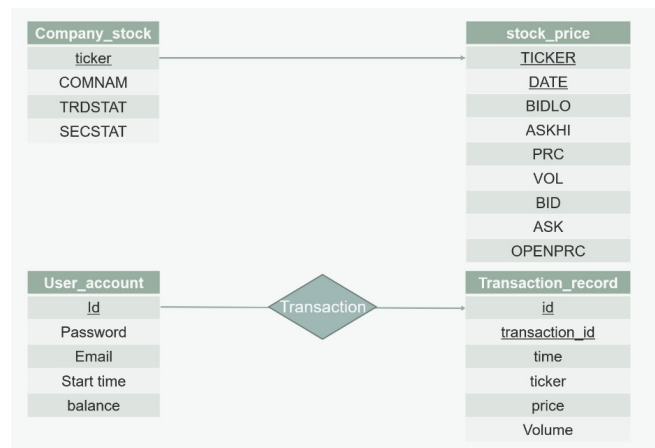 Company_stock
ticker
COMNAM
TRDSTAT
SECSTAT
stock_price
TICKER
DATE
BIDLO
ASKHI
PRC
VOL
BID
ASK
OPENPRC
User_account
Id
Password
Email
Start time
balance
Transaction
Transaction_record
id
transaction_id
time
ticker
price
Volume